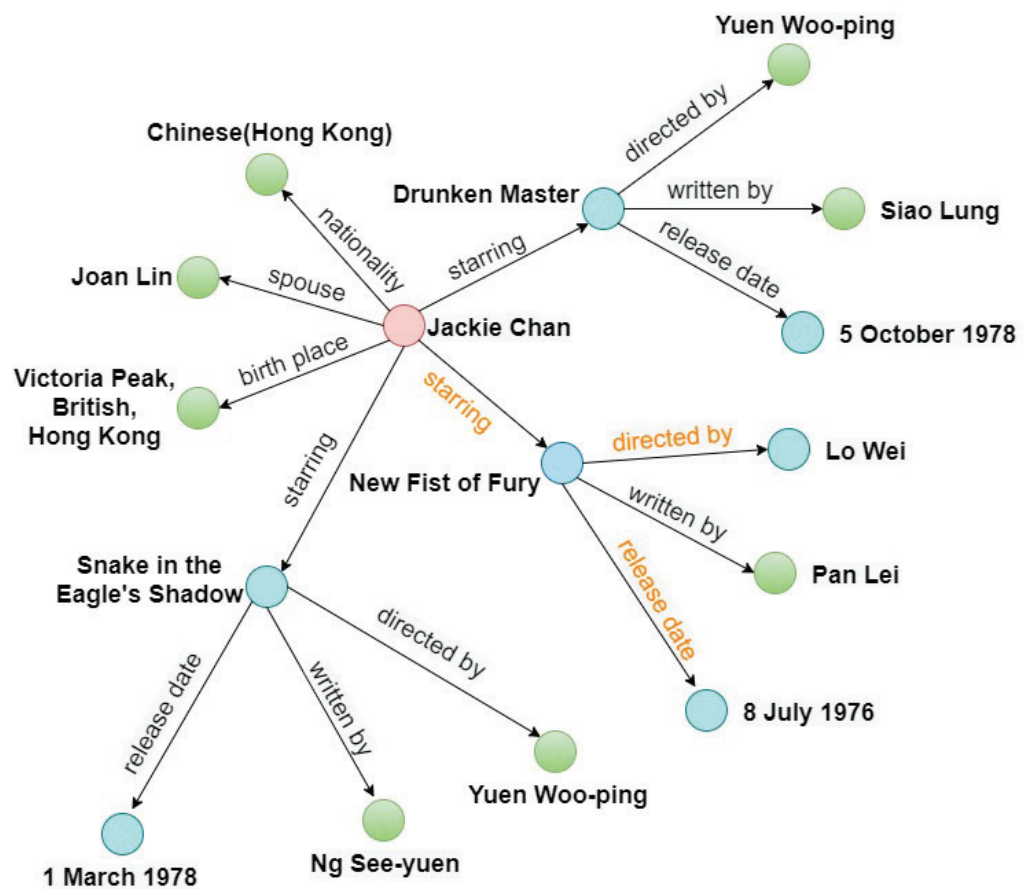 Yuen Woo-ping
directed by
Chinese(Hong Kong)
Drunken Master
written by
Siao Lung
nationality
starring
release date
Joan Lin
spouse
Jackie Chan
5 October 1978
birth place
Victoria Peak,
British,
Hong Kong
starring
directed by
Lo Wei
starring
New Fist of Fury
written by
Pan Lei
release date
Snake in the
Eagle's Shadow
directed by
8 July 1976
release date
written by
Yuen Woo-ping
Ng See-yuen
1 March 1978